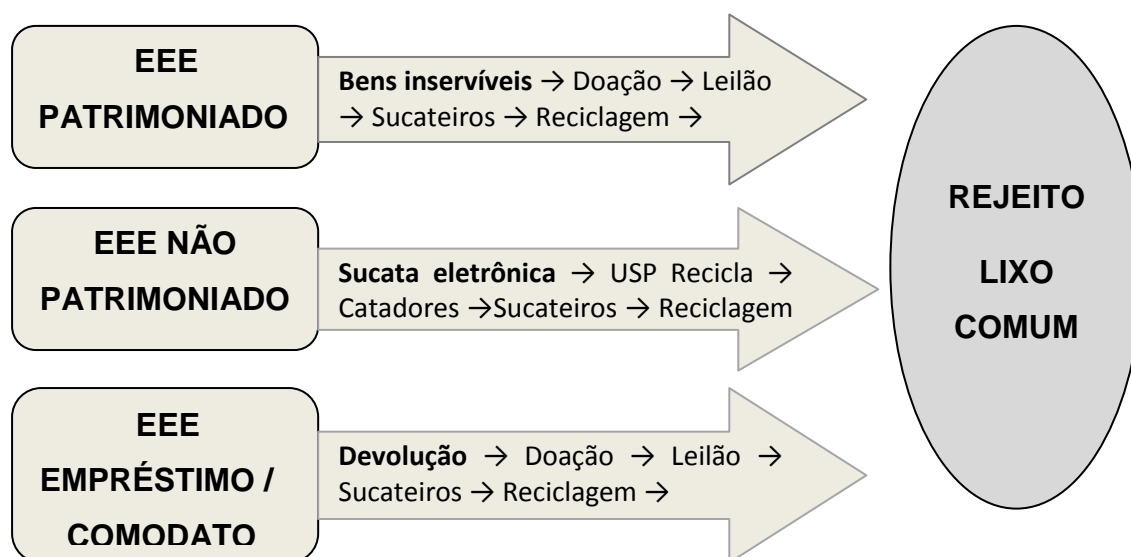 EEE
PATRIMONIADO
Bens inservíveis → Doação → Leilão
→ Sucateiros → Reciclagem →
EEE NÃO
PATRIMONIADO
Sucata eletrônica → USP Recicla →
Catadores →Sucateiros → Reciclagem
EEE
EMPRÉSTIMO /
COMODATO
Devolução → Doação → Leilão →
Sucateiros → Reciclagem →
REJEITO
LIXO
COMUM